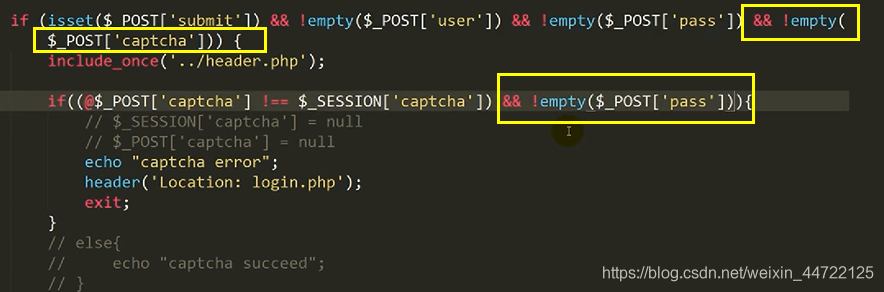 if (isset($_POST['submit']) && !empty($_POST['user']) && !empty($_POST['pass']) && !empty(
$_POST['captcha'])) {
include_once('../header.php');
if((@$_POST['captcha'] !== $_SESSION['captcha']) && !empty($_POST['pass'])){
// $_SESSION['captcha'] = null
// $_POST['captcha'] = null
echo "captcha error";
header('Location: login.php');
exit;
}
// else{
//     echo "captcha succeed";
// }
https://blog.csdn.net/weixin_44722125